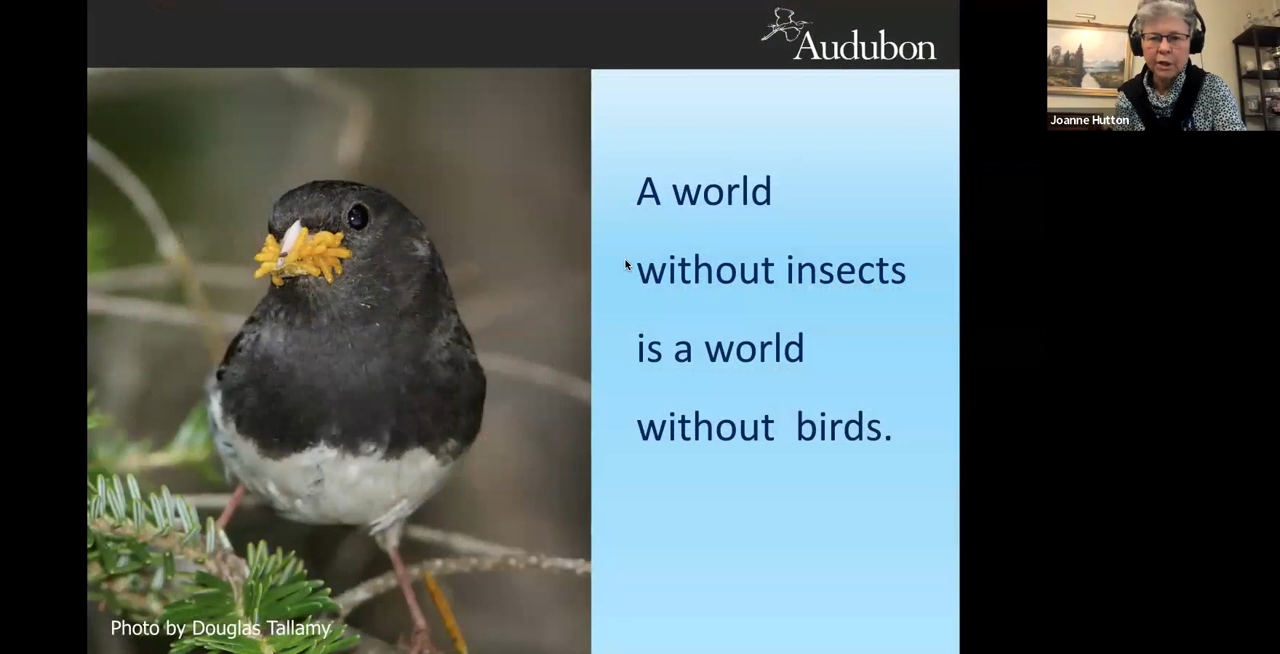 Audubon
Joanne Hutton
A world
without insects
is a world
without  birds.
Photo by Douglas Tallamy